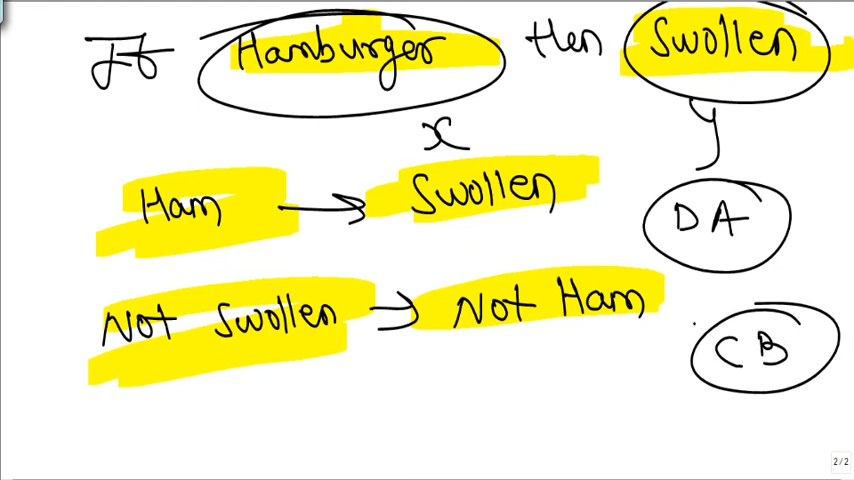 If Hamburger then Swollen
x y
Ham → Swollen DA
Not Swollen → Not Ham CB
2/2